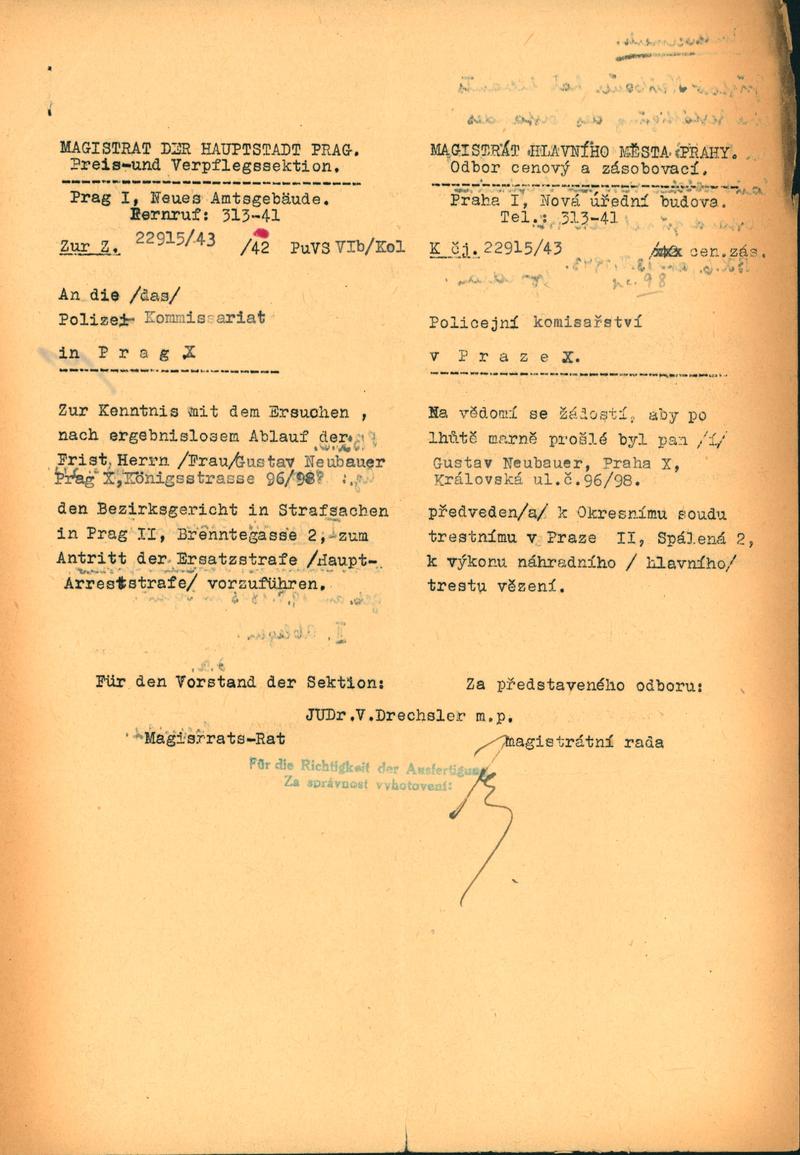 MAGISTRAT DER HAUPTSTADT PRAG.
Preis-und Verpflegssektion.
Prag I, Neues Amtsgebäude.
Fernruf: 313-41
Zur Z. 22915/43 /42 PuVS VIb/Kol
An die /das/
Polizei- Kommissariat
in P r a g X
Zur Kenntnis mit dem Ersuchen ,
nach ergebnislosem Ablauf der
Frist, Herrn /Frau/Gustav Neubauer
Prag X,Königsstrasse 96/98
den Bezirksgericht in Strafsachen
in Prag II, Brenntegasse 2, zum
Antritt der Ersatzstrafe /Haupt-
Arreststrafe/ vorzuführen.
Für den Vorstand der Sektion:
MAGISTRÁT HLAVNÍHO MĚSTA PRAHY.
Odbor cenový a zásobovací.
Praha I, Nová úřední budova.
Tel.: 313-41
K čj. 22915/43 cen.zás.
Policejní komisařství
v P r a z e X.
Na vědomí se žádostí, aby po
lhůtě marně prošlé byl pan /í/
Gustav Neubauer, Praha X,
Královská ul.č.96/98.
předveden/a/ k Okresnímu soudu
trestnímu v Praze II, Spálená 2,
k výkonu náhradního / hlavního/
trestu vězení.
Za představeného odboru:
JUDr.V.Drechsler m.p.
Magisrrats-Rat
magistrátní rada
Für die Richtigkeit der Ausfertigung
Za správnost vyhotovení: